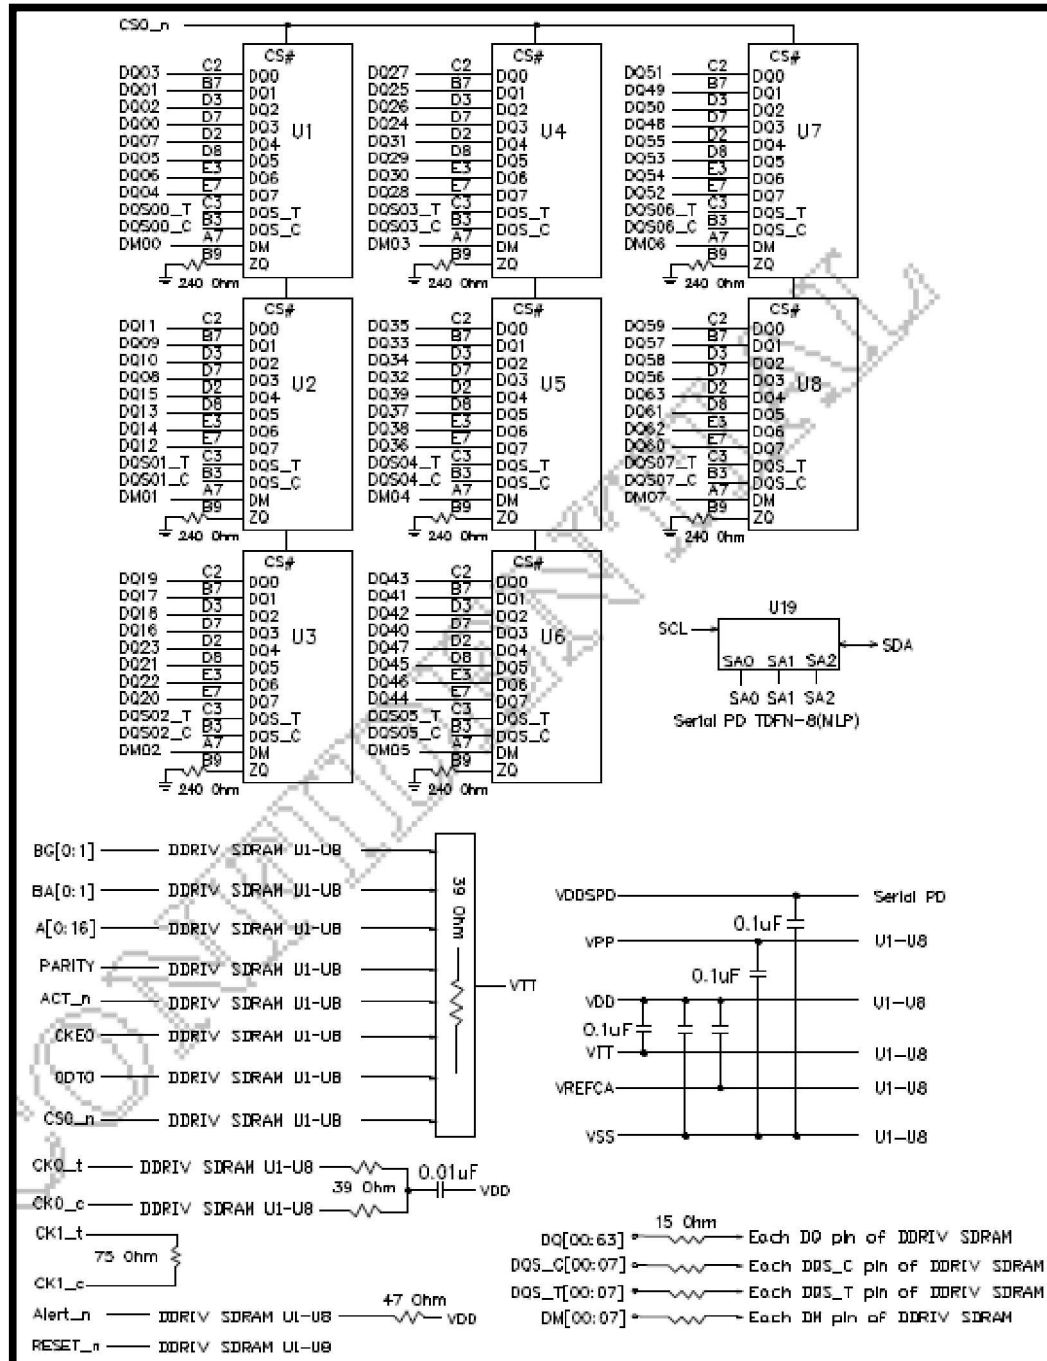 CS0_n
CS# CS# CS#
DQ03 C2 DQ0
DQ01 B7 DQ1
DQ02 D3 DQ2
DQ00 D7 DQ3
DQ07 D2 DQ4
DQ05 D8 DQ5
DQ06 E3 DQ6
DQ04 E7 DQ7
DQS00_T C3 DQS_T
DQS00_C B3 DQS_C
DM00 A7 DM
B9 ZQ
240 Ohm
U1
DQ27 C2 DQ0
DQ25 B7 DQ1
DQ26 D3 DQ2
DQ24 D7 DQ3
DQ31 D2 DQ4
DQ29 D8 DQ5
DQ30 E3 DQ6
DQ28 E7 DQ7
DQS03_T C3 DQS_T
DQS03_C B3 DQS_C
DM03 A7 DM
B9 ZQ
240 Ohm
U4
DQ51 C2 DQ0
DQ49 B7 DQ1
DQ50 D3 DQ2
DQ48 D7 DQ3
DQ55 D2 DQ4
DQ53 D8 DQ5
DQ54 E3 DQ6
DQ52 E7 DQ7
DQS06_T C3 DQS_T
DQS06_C B3 DQS_C
DM06 A7 DM
B9 ZQ
240 Ohm
U7
CS# CS# CS#
DQ11 C2 DQ0
DQ09 B7 DQ1
DQ10 D3 DQ2
DQ08 D7 DQ3
DQ15 D2 DQ4
DQ13 D8 DQ5
DQ14 E3 DQ6
DQ12 E7 DQ7
DQS01_T C3 DQS_T
DQS01_C B3 DQS_C
DM01 A7 DM
B9 ZQ
240 Ohm
U2
DQ35 C2 DQ0
DQ33 B7 DQ1
DQ34 D3 DQ2
DQ32 D7 DQ3
DQ39 D2 DQ4
DQ37 D8 DQ5
DQ38 E3 DQ6
DQ36 E7 DQ7
DQS04_T C3 DQS_T
DQS04_C B3 DQS_C
DM04 A7 DM
B9 ZQ
240 Ohm
U5
DQ59 C2 DQ0
DQ57 B7 DQ1
DQ58 D3 DQ2
DQ56 D7 DQ3
DQ63 D2 DQ4
DQ61 D8 DQ5
DQ62 E3 DQ6
DQ60 E7 DQ7
DQS07_T C3 DQS_T
DQS07_C B3 DQS_C
DM07 A7 DM
B9 ZQ
240 Ohm
U8
CS# CS#
DQ19 C2 DQ0
DQ17 B7 DQ1
DQ18 D3 DQ2
DQ16 D7 DQ3
DQ23 D2 DQ4
DQ21 D8 DQ5
DQ22 E3 DQ6
DQ20 E7 DQ7
DQS02_T C3 DQS_T
DQS02_C B3 DQS_C
DM02 A7 DM
B9 ZQ
240 Ohm
U3
DQ43 C2 DQ0
DQ41 B7 DQ1
DQ42 D3 DQ2
DQ40 D7 DQ3
DQ47 D2 DQ4
DQ45 D8 DQ5
DQ46 E3 DQ6
DQ44 E7 DQ7
DQS05_T C3 DQS_T
DQS05_C B3 DQS_C
DM05 A7 DM
B9 ZQ
240 Ohm
U6
U19
SCL SDA
SA0 SA1 SA2
SA0 SA1 SA2
Serial PD TDFN-8(MLP)
BG[0:1] DDRIV SDRAM U1-U8
BA[0:1] DDRIV SDRAM U1-U8
A[0:16] DDRIV SDRAM U1-U8
PARITY DDRIV SDRAM U1-U8
ACT_n DDRIV SDRAM U1-U8
CKE0 DDRIV SDRAM U1-U8
ODT0 DDRIV SDRAM U1-U8
CS0_n DDRIV SDRAM U1-U8
39 Ohm
VTT
VDDSPD Serial PD
0.1uF
VPP U1-U8
0.1uF
VDD U1-U8
0.1uF
VTT U1-U8
VREFCA U1-U8
VSS U1-U8
CK0_t DDRIV SDRAM U1-U8
39 Ohm 0.01uF VDD
CK0_c DDRIV SDRAM U1-U8
CK1_t
75 Ohm
CK1_c
Alert_n DDRIV SDRAM U1-U8 47 Ohm VDD
RESET_n DDRIV SDRAM U1-U8
15 Ohm
DQ[00:63] Each DQ pin of DDRIV SDRAM
DQS_C[00:07] Each DQS_C pin of DDRIV SDRAM
DQS_T[00:07] Each DQS_T pin of DDRIV SDRAM
DM[00:07] Each DM pin of DDRIV SDRAM
CONFIDENTIAL